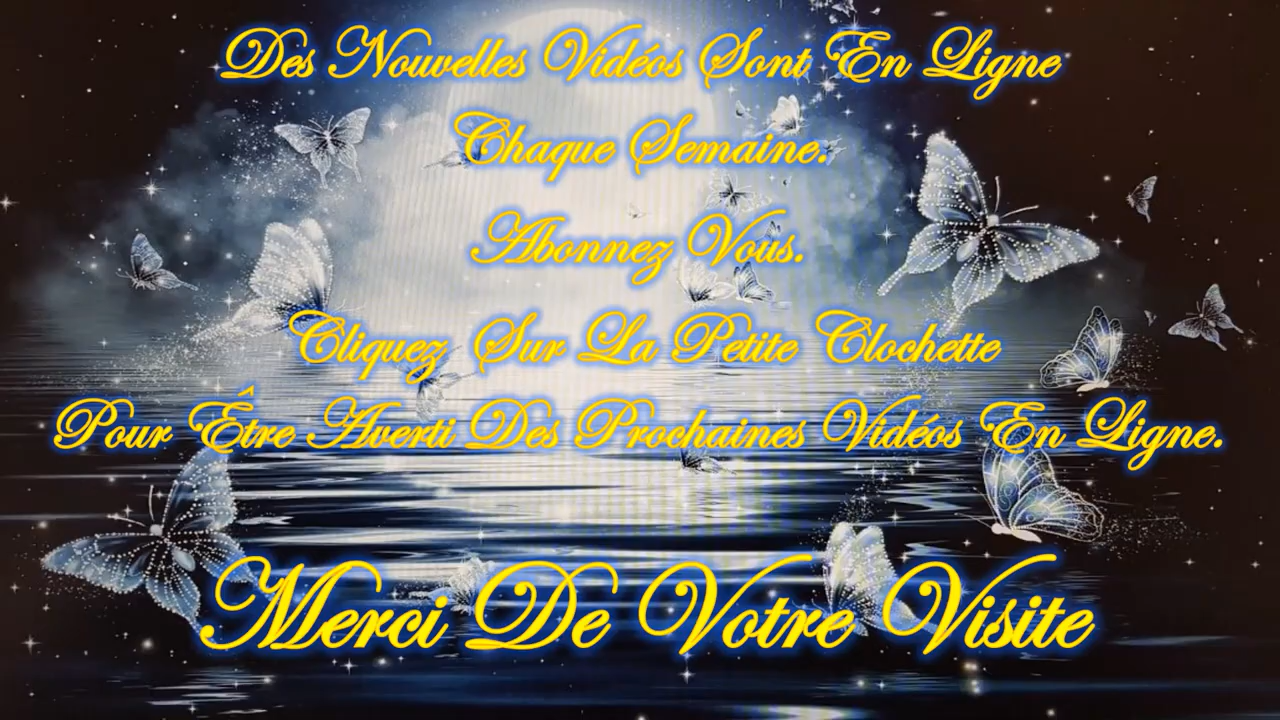 Des Nouvelles Vidéos Sont En Ligne
Chaque Semaine.
Abonnez Vous.
Cliquez Sur La Petite Clochette
Pour Être Averti Des Prochaines Vidéos En Ligne.
Merci De Votre Visite